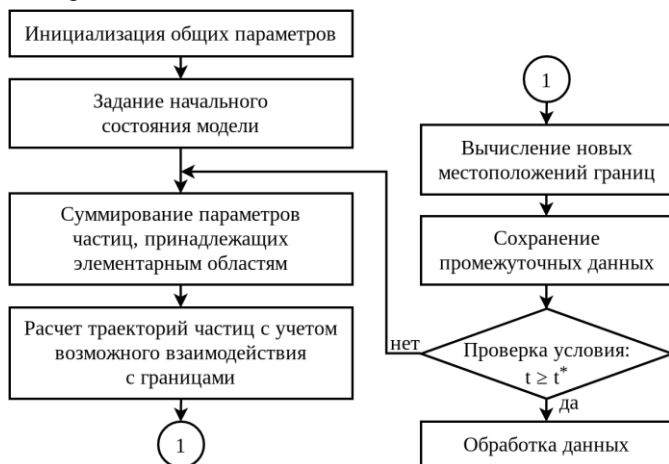 Инициализация общих параметров
Задание начального
состояния модели
Суммирование параметров
частиц, принадлежащих
элементарным областям
Расчет траекторий частиц с учетом
возможного взаимодействия
с границами
1
1
Вычисление новых
местоположений границ
Сохранение
промежуточных данных
Проверка условия:
t ≥ t*
нет
да
Обработка данных